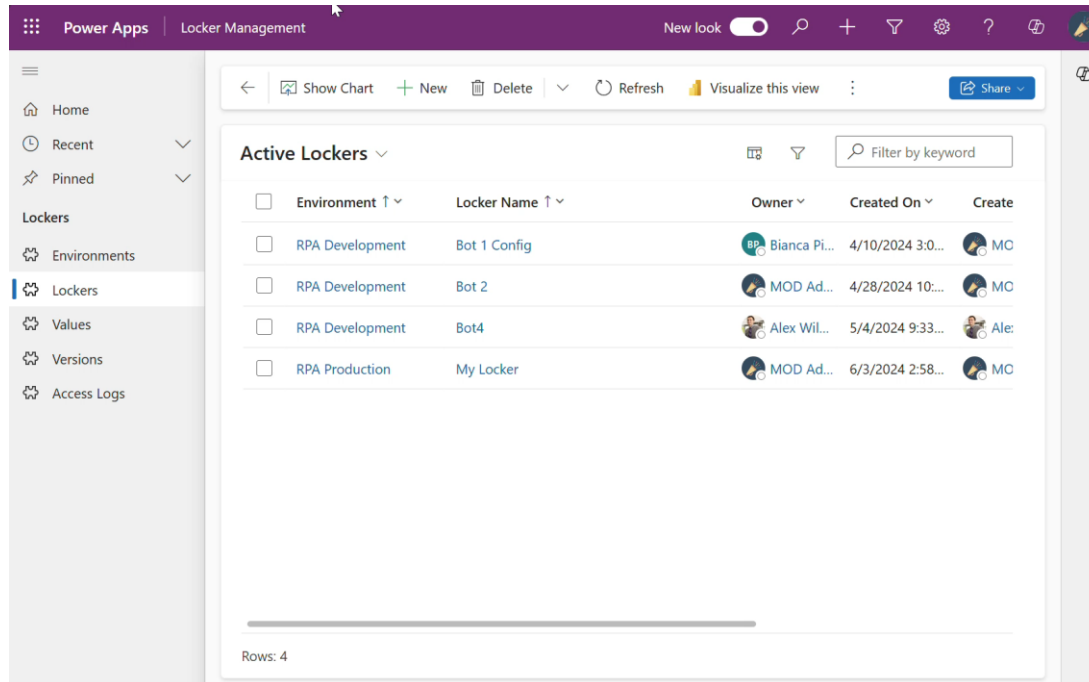 Power Apps Locker Management New look ?
Show Chart New Delete Refresh Visualize this view Share
Home
Recent
Pinned
Lockers
Environments
Lockers
Values
Versions
Access Logs
Active Lockers Filter by keyword
Environment ↑ Locker Name ↑ Owner Created On Create
RPA Development Bot 1 Config BP Bianca Pi... 4/10/2024 3:0... MO
RPA Development Bot 2 MOD Ad... 4/28/2024 10:... MO
RPA Development Bot4 Alex Wil... 5/4/2024 9:33... Ale
RPA Production My Locker MOD Ad... 6/3/2024 2:58... MO
Rows: 4